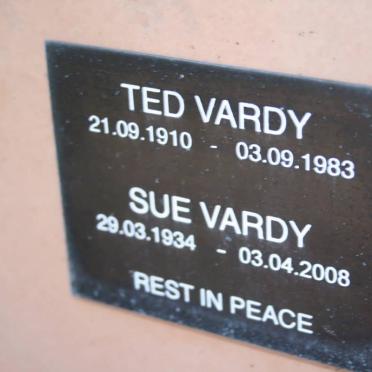 TED VARDY
21.09.1910 - 03.09.1983
SUE VARDY
29.03.1934 - 03.04.2008
REST IN PEACE